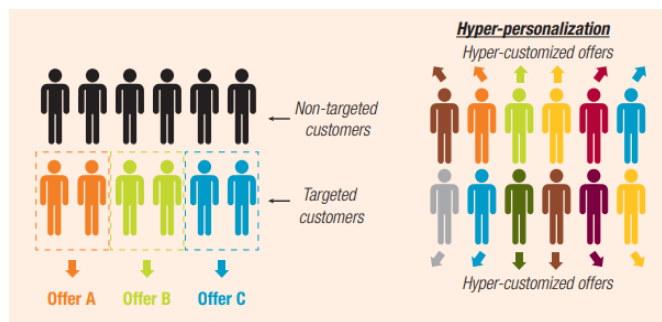 Hyper-personalization
Hyper-customized offers
Non-targeted
customers
Targeted
customers
Offer A
Offer B
Offer C
Hyper-customized offers